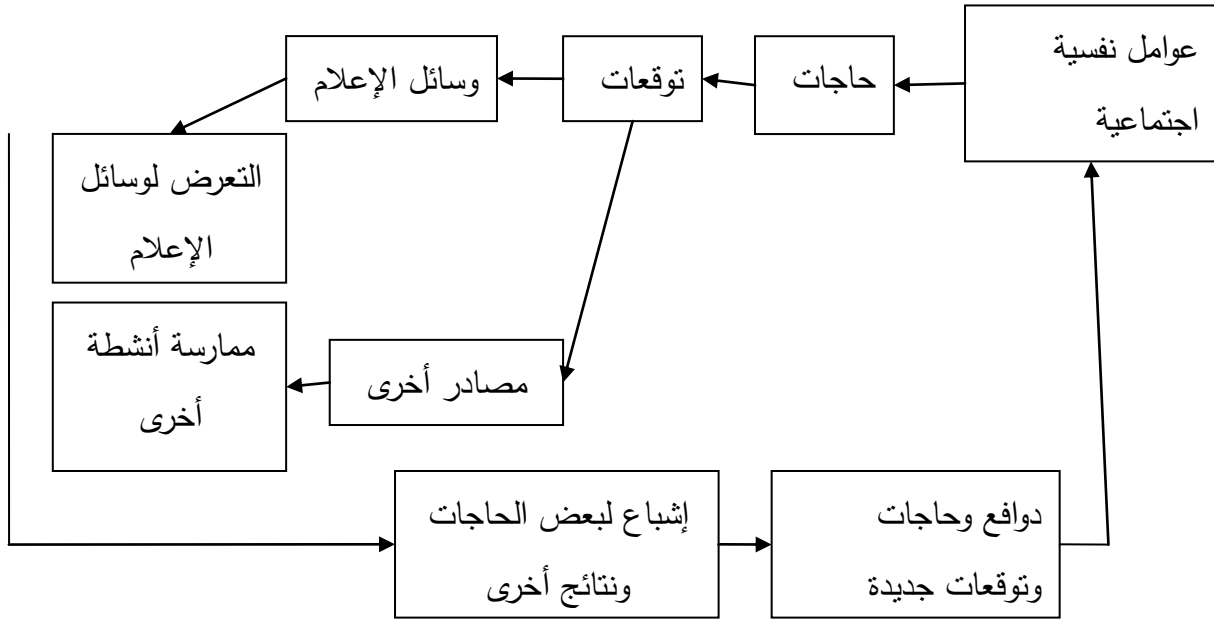 عوامل نفسية
اجتماعية
حاجات
توقعات
وسائل الإعلام
التعرض لوسائل
الإعلام
مصادر أخرى
ممارسة أنشطة
أخرى
إشباع لبعض الحاجات
ونتائج أخرى
دوافع وحاجات
وتوقعات جديدة